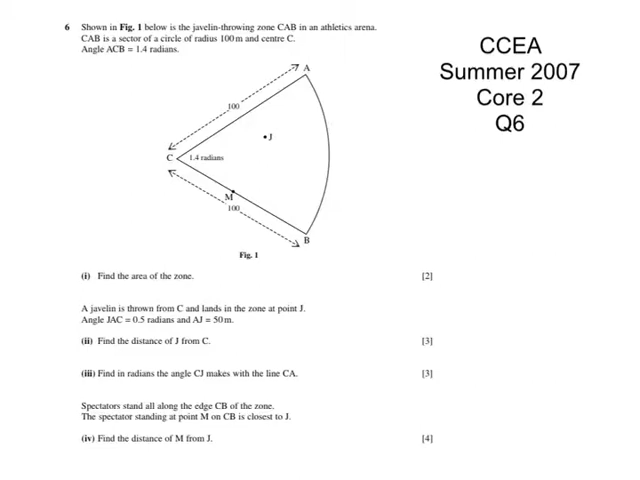 6 Shown in Fig. 1 below is the javelin-throwing zone CAB in an athletics arena.
CAB is a sector of a circle of radius 100 m and centre C.
Angle ACB = 1.4 radians.
CCEA
Summer 2007
Core 2
Q6
A
100
J
C
1.4 radians
M
100
B
Fig. 1
(i) Find the area of the zone. [2]
A javelin is thrown from C and lands in the zone at point J.
Angle JAC = 0.5 radians and AJ = 50 m.
(ii) Find the distance of J from C. [3]
(iii) Find in radians the angle CJ makes with the line CA. [3]
Spectators stand all along the edge CB of the zone.
The spectator standing at point M on CB is closest to J.
(iv) Find the distance of M from J. [4]